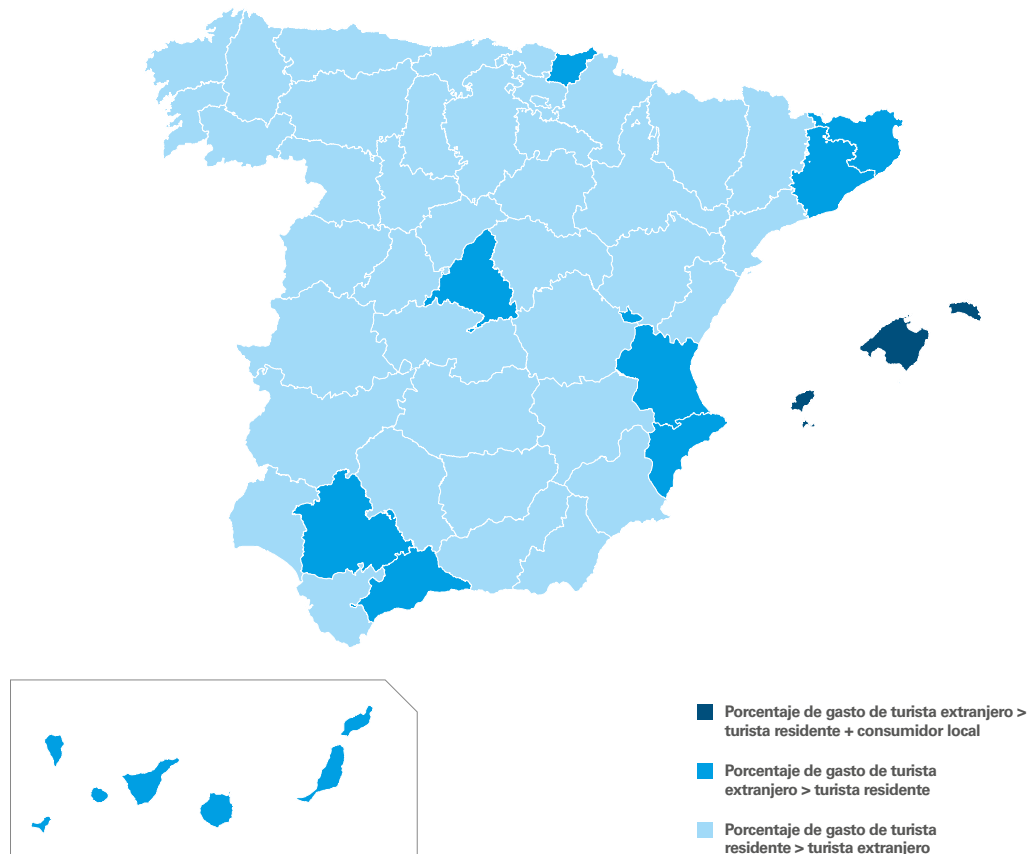 Porcentaje de gasto de turista extranjero >
turista residente + consumidor local
Porcentaje de gasto de turista
extranjero > turista residente
Porcentaje de gasto de turista
residente > turista extranjero